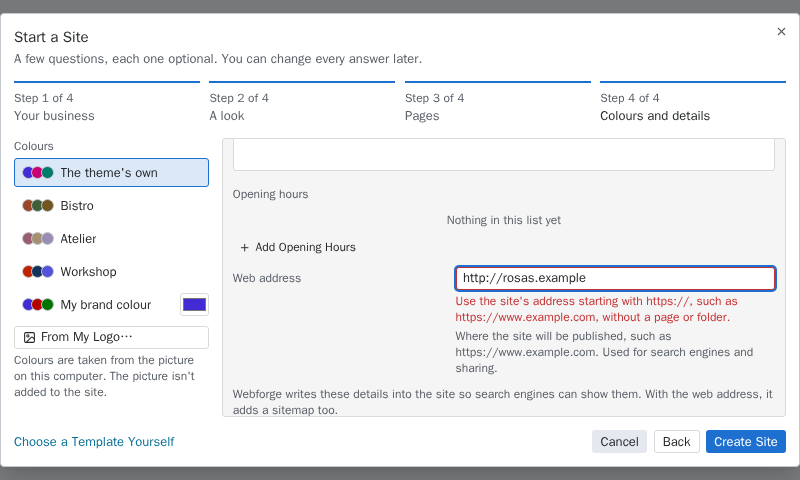 Start a Site
A few questions, each one optional. You can change every answer later.
Step 1 of 4
Your business
Step 2 of 4
A look
Step 3 of 4
Pages
Step 4 of 4
Colours and details
Colours
The theme's own
Bistro
Atelier
Workshop
My brand colour
From My Logo···
Colours are taken from the picture
on this computer. The picture isn't
added to the site.
Opening hours
Nothing in this list yet
+ Add Opening Hours
Web address
http://rosas.example
Use the site's address starting with https://, such as
https://www.example.com, without a page or folder.
Where the site will be published, such as
https://www.example.com. Used for search engines and
sharing.
Webforge writes these details into the site so search engines can show them. With the web address, it
adds a sitemap too.
Choose a Template Yourself
Cancel
Back
Create Site